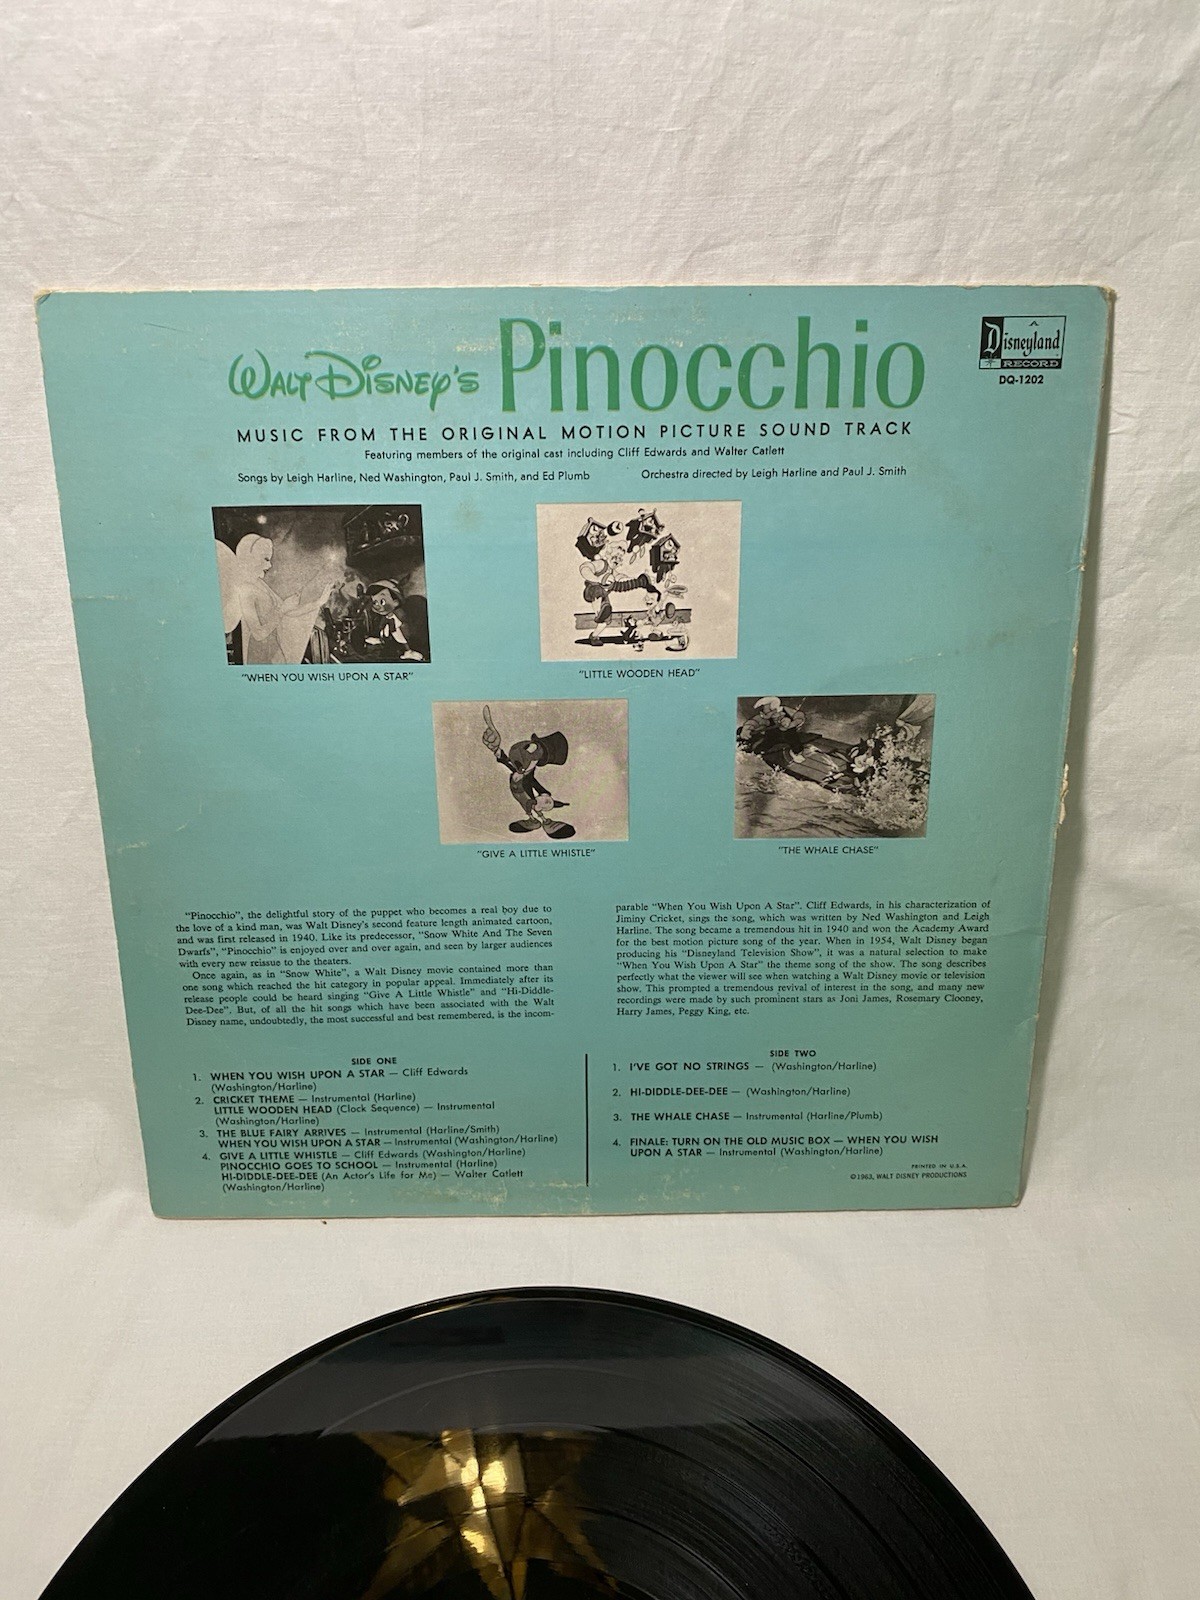 WALT DISNEY'S Pinocchio
A
Disneyland
RECORD
DQ-1202
MUSIC FROM THE ORIGINAL MOTION PICTURE SOUND TRACK
Featuring members of the original cast including Cliff Edwards and Walter Catlett
Songs by Leigh Harline, Ned Washington, Paul J. Smith, and Ed Plumb
Orchestra directed by Leigh Harline and Paul J. Smith
"WHEN YOU WISH UPON A STAR"
"LITTLE WOODEN HEAD"
"GIVE A LITTLE WHISTLE"
"THE WHALE CHASE"
"Pinocchio", the delightful story of the puppet who becomes a real boy due to
the love of a kind man, was Walt Disney's second feature length animated cartoon,
and was first released in 1940. Like its predecessor, "Snow White And The Seven
Dwarfs", "Pinocchio" is enjoyed over and over again, and seen by larger audiences
with every new reissue to the theaters.
Once again, as in "Snow White", a Walt Disney movie contained more than
one song which reached the hit category in popular appeal. Immediately after its
release people could be heard singing "Give A Little Whistle" and "Hi-Diddle-
Dee-Dee". But, of all the hit songs which have been associated with the Walt
Disney name, undoubtedly, the most successful and best remembered, is the incom-
parable "When You Wish Upon A Star". Cliff Edwards, in his characterization of
Jiminy Cricket, sings the song, which was written by Ned Washington and Leigh
Harline. The song became a tremendous hit in 1940 and won the Academy Award
for the best motion picture song of the year. When in 1954, Walt Disney began
producing his "Disneyland Television Show", it was a natural selection to make
"When You Wish Upon A Star" the theme song of the show. The song describes
perfectly what the viewer will see when watching a Walt Disney movie or television
show. This prompted a tremendous revival of interest in the song, and many new
recordings were made by such prominent stars as Joni James, Rosemary Clooney,
Harry James, Peggy King, etc.
SIDE ONE
1. WHEN YOU WISH UPON A STAR — Cliff Edwards
(Washington/Harline)
2. CRICKET THEME — Instrumental (Harline)
LITTLE WOODEN HEAD (Clock Sequence) — Instrumental
(Washington/Harline)
3. THE BLUE FAIRY ARRIVES — Instrumental (Harline/Smith)
WHEN YOU WISH UPON A STAR — Instrumental (Washington/Harline)
4. GIVE A LITTLE WHISTLE — Cliff Edwards (Washington/Harline)
PINOCCHIO GOES TO SCHOOL — Instrumental (Harline)
HI-DIDDLE-DEE-DEE (An Actor's Life for Me) — Walter Catlett
(Washington/Harline)
SIDE TWO
1. I'VE GOT NO STRINGS — (Washington/Harline)
2. HI-DIDDLE-DEE-DEE — (Washington/Harline)
3. THE WHALE CHASE — Instrumental (Harline/Plumb)
4. FINALE: TURN ON THE OLD MUSIC BOX — WHEN YOU WISH
UPON A STAR — Instrumental (Washington/Harline)
PRINTED IN U.S.A.
©1963, WALT DISNEY PRODUCTIONS